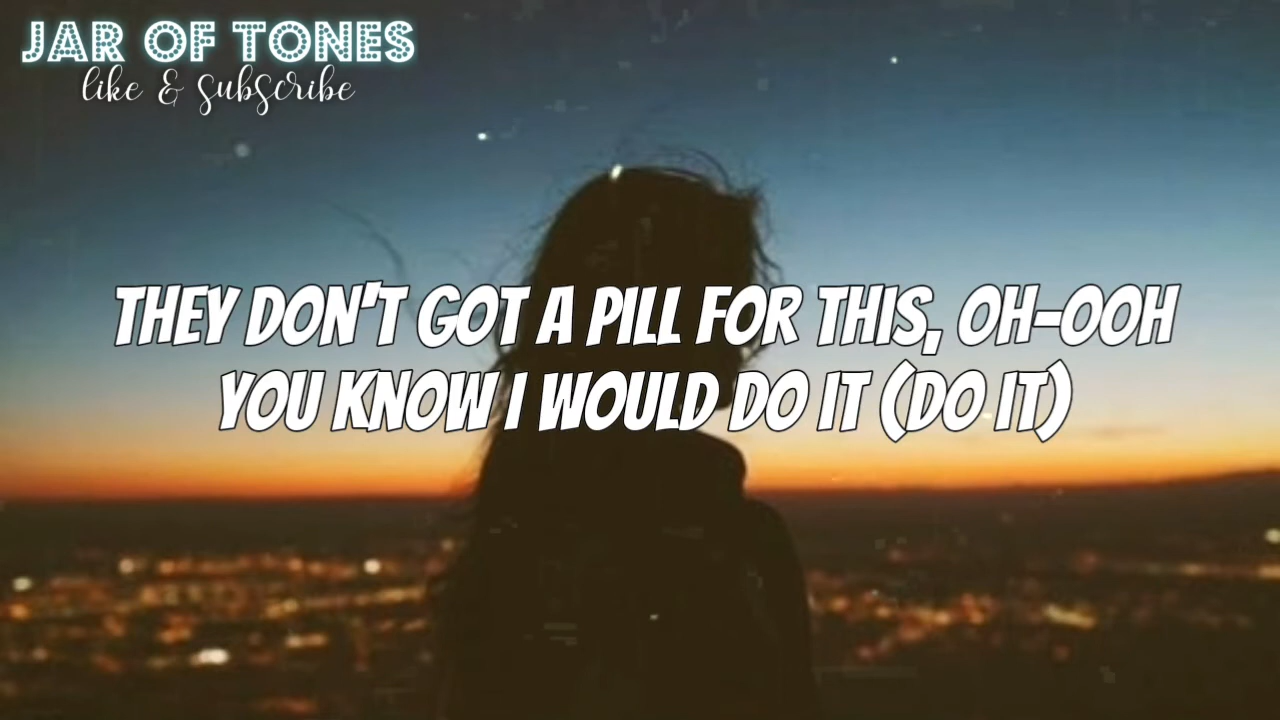 JAR OF TONES
like & subscribe
THEY DON'T GOT A PILL FOR THIS, OH-OOH
YOU KNOW I WOULD DO IT (DO IT)